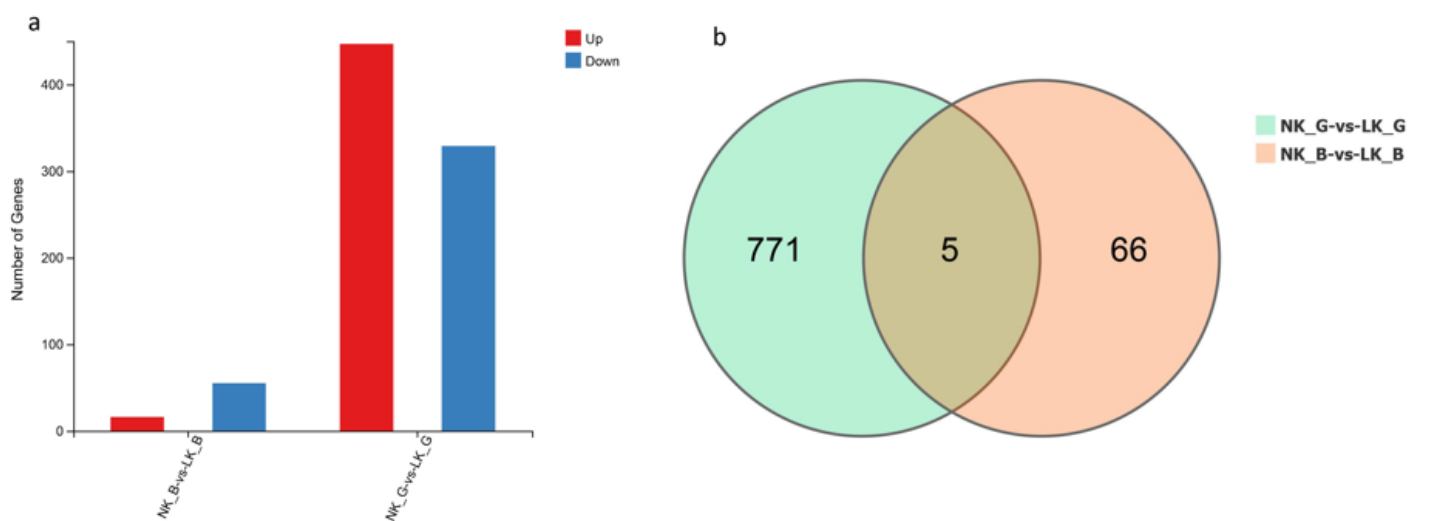 a
Number of Genes
400
300
200
100
0
NK_B-vs-LK_B
NK_G-vs-LK_G
Up
Down
b
771
5
66
NK_G-vs-LK_G
NK_B-vs-LK_B